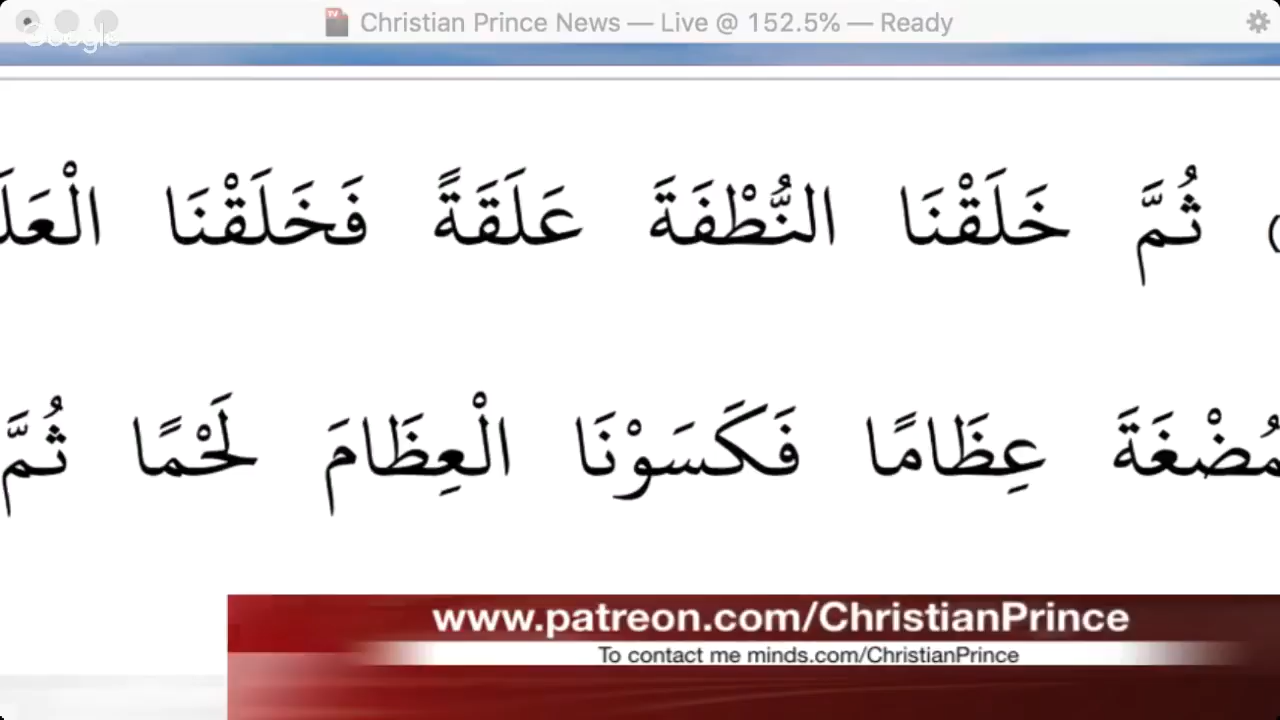 Christian Prince News — Live @ 152.5% — Ready
Google
ثُمَّ خَلَقْنَا النُّطْفَةَ عَلَقَةً فَخَلَقْنَا
عِظَامًا فَكَسَوْنَا الْعِظَامَ لَحْمًا ثُمَّ
www.patreon.com/ChristianPrince
To contact me minds.com/ChristianPrince